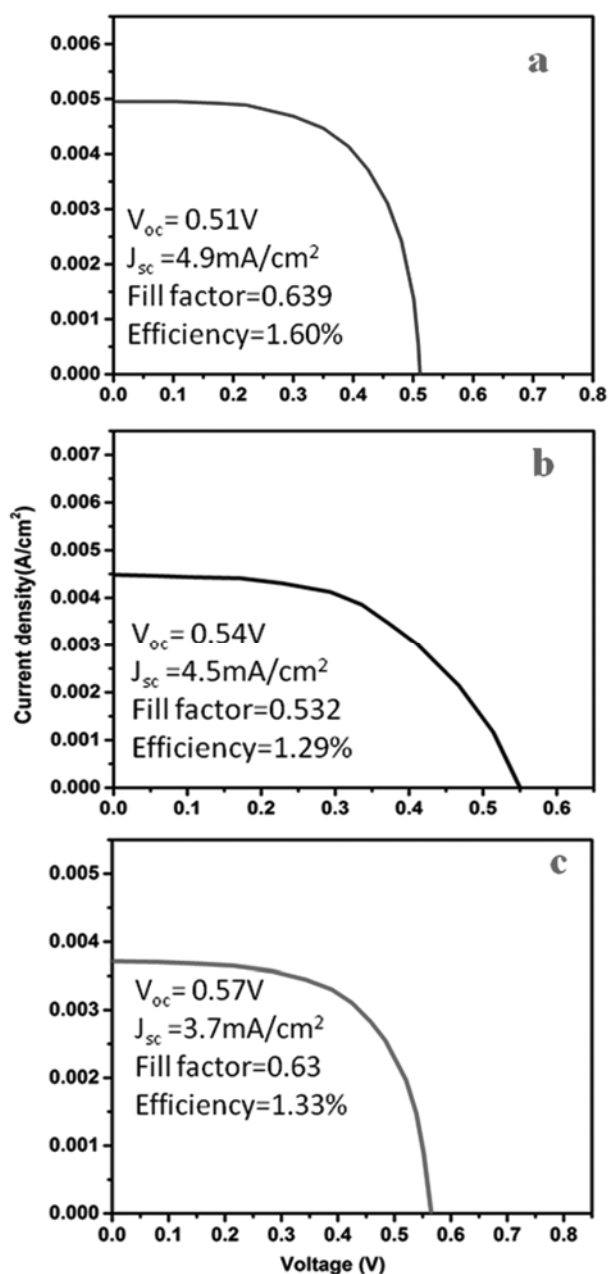 a
0.006
0.005
0.004
0.003
0.002
0.001
0.000
V_oc= 0.51V
J_sc =4.9mA/cm²
Fill factor=0.639
Efficiency=1.60%
0.0 0.1 0.2 0.3 0.4 0.5 0.6 0.7 0.8
b
0.007
0.006
0.005
0.004
0.003
0.002
0.001
0.000
V_oc= 0.54V
J_sc =4.5mA/cm²
Fill factor=0.532
Efficiency=1.29%
0.0 0.1 0.2 0.3 0.4 0.5 0.6
Current density(A/cm²)
c
0.005
0.004
0.003
0.002
0.001
0.000
V_oc= 0.57V
J_sc =3.7mA/cm²
Fill factor=0.63
Efficiency=1.33%
0.0 0.1 0.2 0.3 0.4 0.5 0.6 0.7 0.8
Voltage (V)